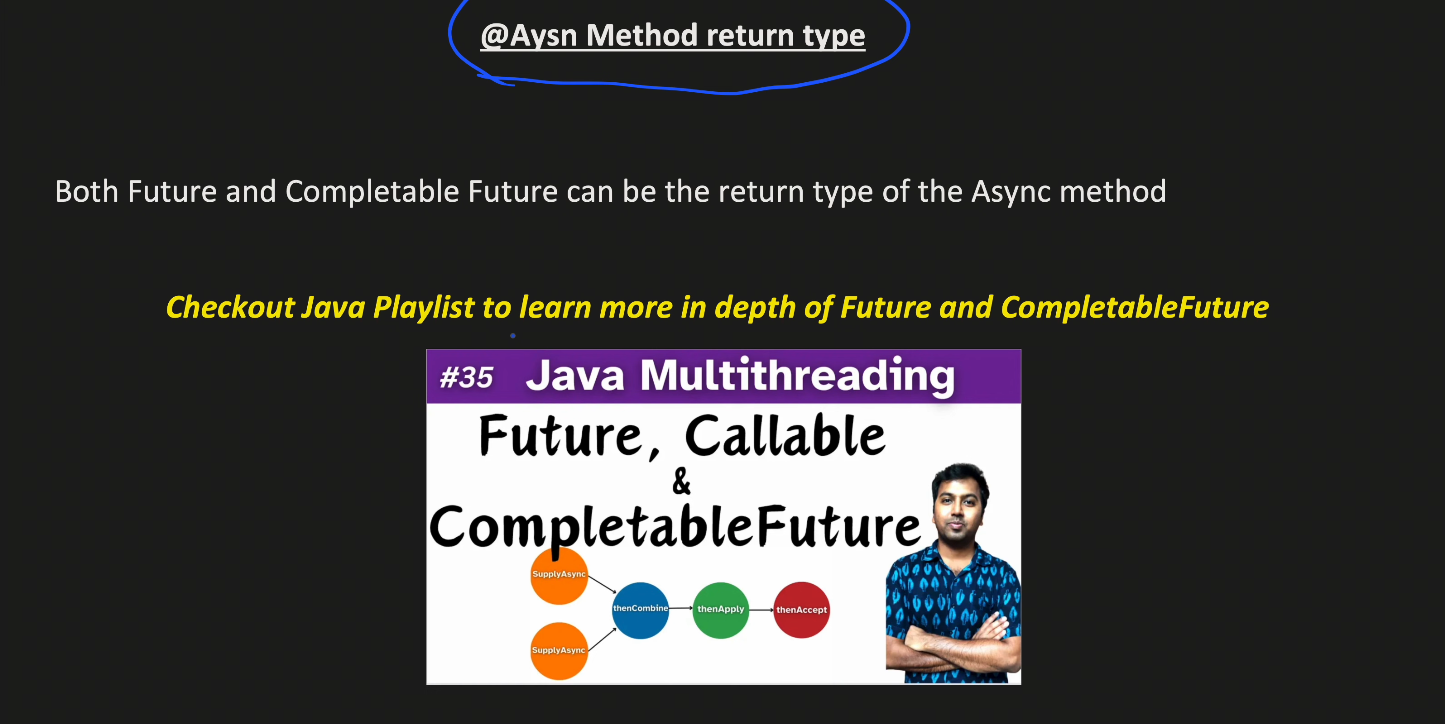 @Aysn Method return type
Both Future and Completable Future can be the return type of the Async method
Checkout Java Playlist to learn more in depth of Future and CompletableFuture
#35 Java Multithreading
Future, Callable
&
CompletableFuture
SupplyAsync
thenCombine
thenApply
thenAccept
SupplyAsync